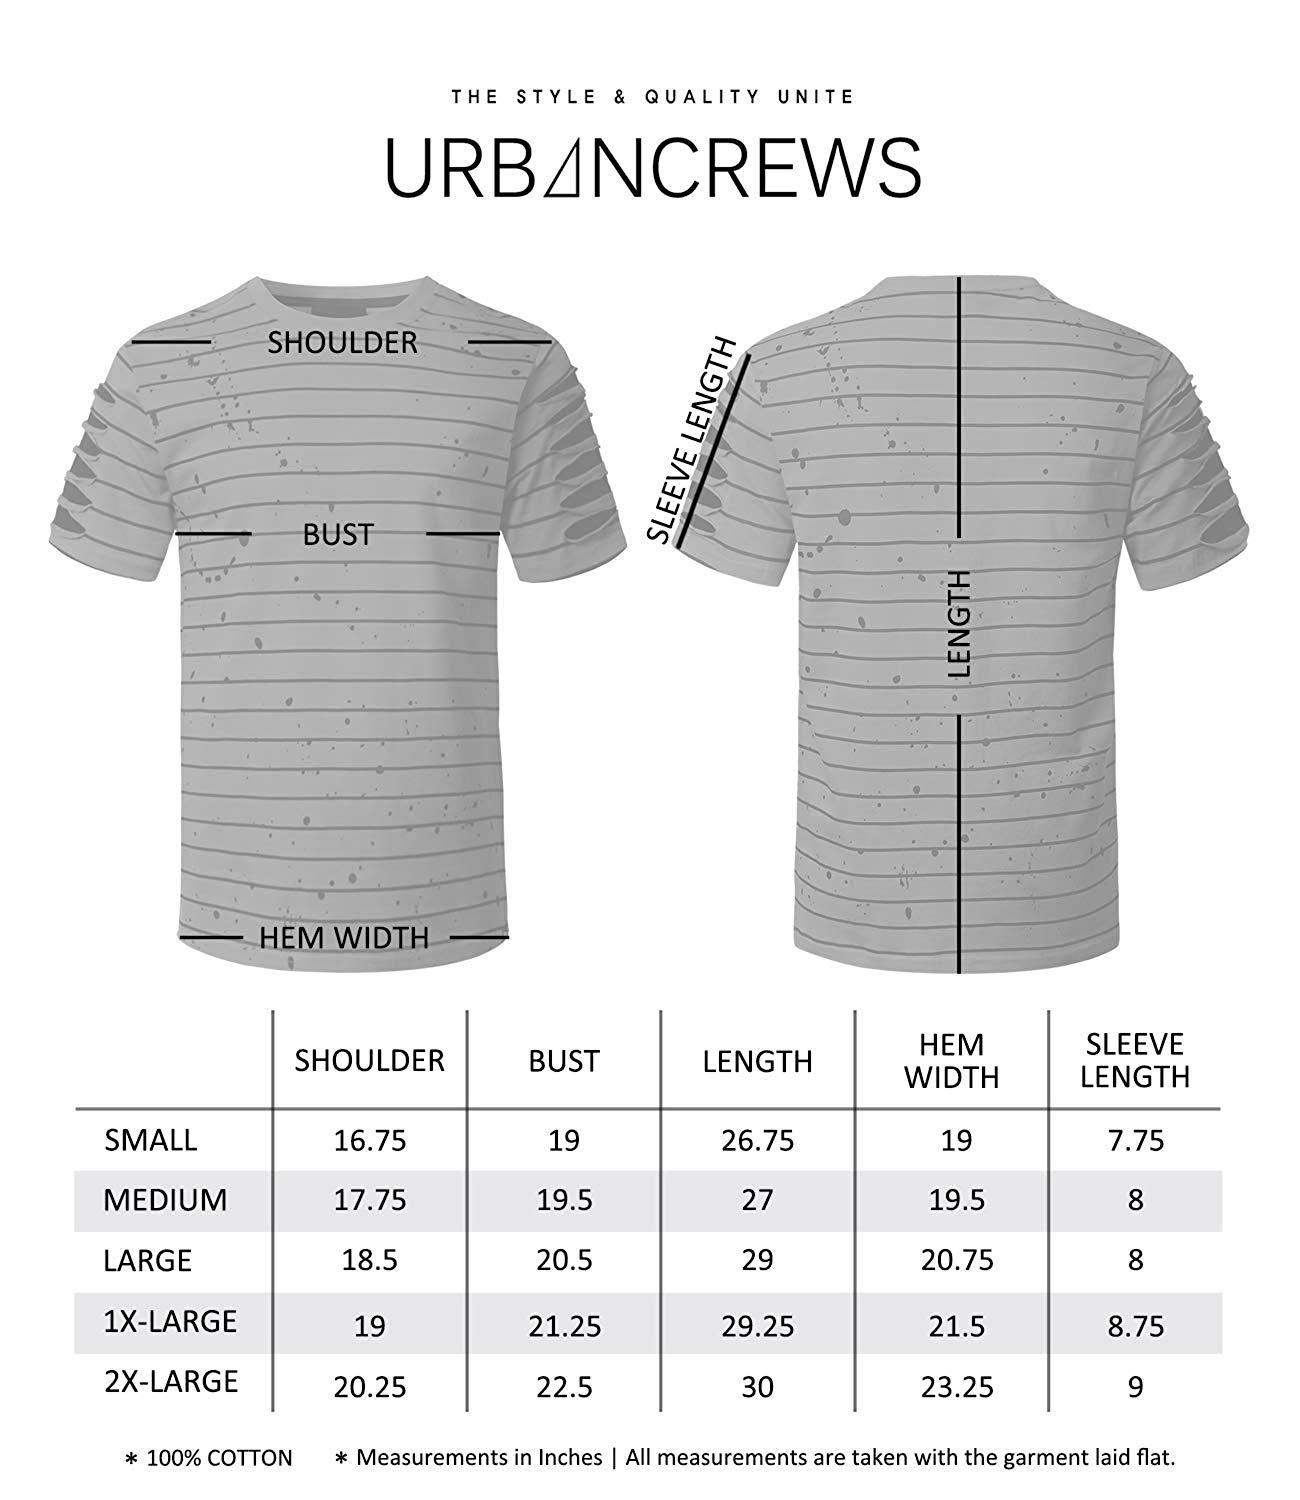 THE STYLE & QUALITY UNITE
URBANCREWS
SHOULDER
BUST
HEM WIDTH
SLEEVE LENGTH
LENGTH
SHOULDER BUST LENGTH HEM WIDTH SLEEVE LENGTH
SMALL 16.75 19 26.75 19 7.75
MEDIUM 17.75 19.5 27 19.5 8
LARGE 18.5 20.5 29 20.75 8
1X-LARGE 19 21.25 29.25 21.5 8.75
2X-LARGE 20.25 22.5 30 23.25 9
* 100% COTTON * Measurements in Inches | All measurements are taken with the garment laid flat.